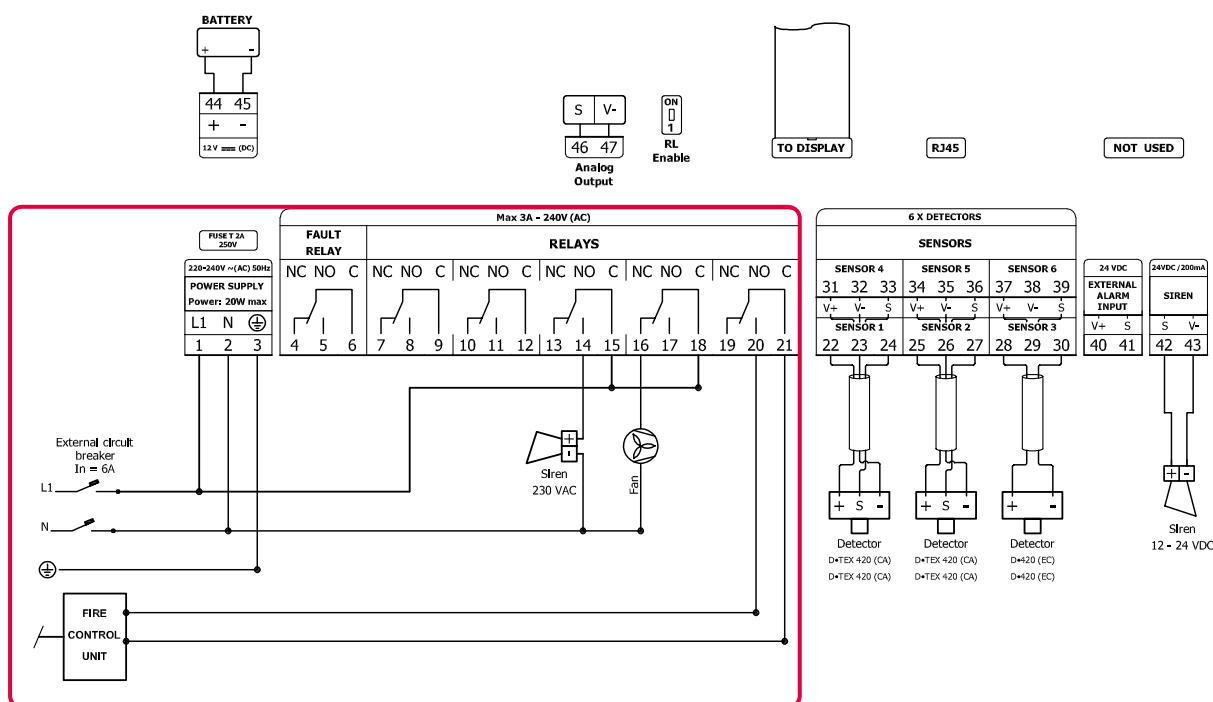 BATTERY
+ -
44 45
+ -
12 V (DC)
S V-
46 47
Analog
Output
ON
1
RL
Enable
TO DISPLAY
RJ45
NOT USED
FUSE T 2A
250V
220-240V ~(AC) 50Hz
POWER SUPPLY
Power: 20W max
L1 N
1 2 3
Max 3A - 240V (AC)
FAULT
RELAY
RELAYS
NC NO C NC NO C NC NO C NC NO C NC NO C NC NO C
4 5 6 7 8 9 10 11 12 13 14 15 16 17 18 19 20 21
6 X DETECTORS
SENSORS
SENSOR 4 SENSOR 5 SENSOR 6
31 32 33 34 35 36 37 38 39
V+ V- S V+ V- S V+ V- S
SENSOR 1 SENSOR 2 SENSOR 3
22 23 24 25 26 27 28 29 30
24 VDC
EXTERNAL
ALARM
INPUT
V+ S
40 41
24VDC/200mA
SIREN
S V-
42 43
External circuit
breaker
In = 6A
L1
N
+
-
Siren
230 VAC
Fan
FIRE
CONTROL
UNIT
+ S -
Detector
D•TEX 420 (CA)
D•TEX 420 (CA)
+ S -
Detector
D•TEX 420 (CA)
D•TEX 420 (CA)
+ -
Detector
D•420 (EC)
D•420 (EC)
+ -
Siren
12 - 24 VDC